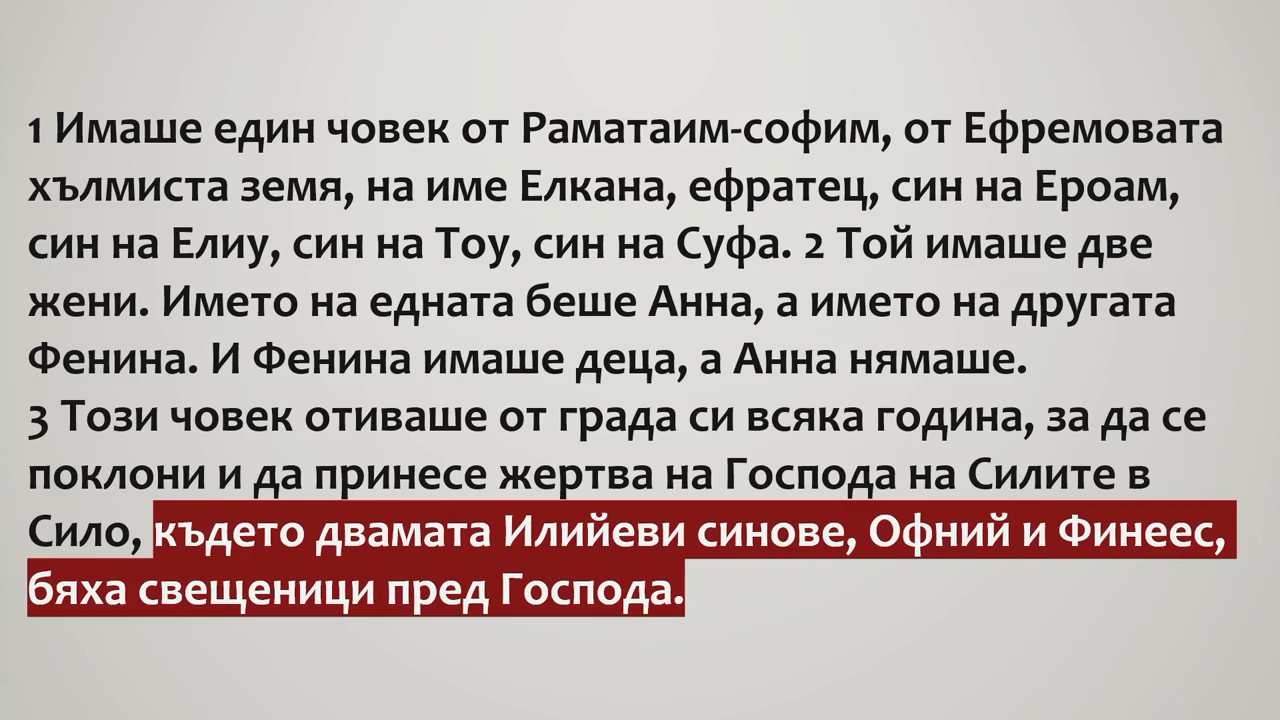 1 Имаше един човек от Раматаим-софим, от Ефремовата
хълмиста земя, на име Елкана, ефратец, син на Ероам,
син на Елиу, син на Тоу, син на Суфа. 2 Той имаше две
жени. Името на едната беше Анна, а името на другата
Фенина. И Фенина имаше деца, а Анна нямаше.
3 Този човек отиваше от града си всяка година, за да се
поклони и да принесе жертва на Господа на Силите в
Сило, където двамата Илийеви синове, Офний и Финеес,
бяха свещеници пред Господа.